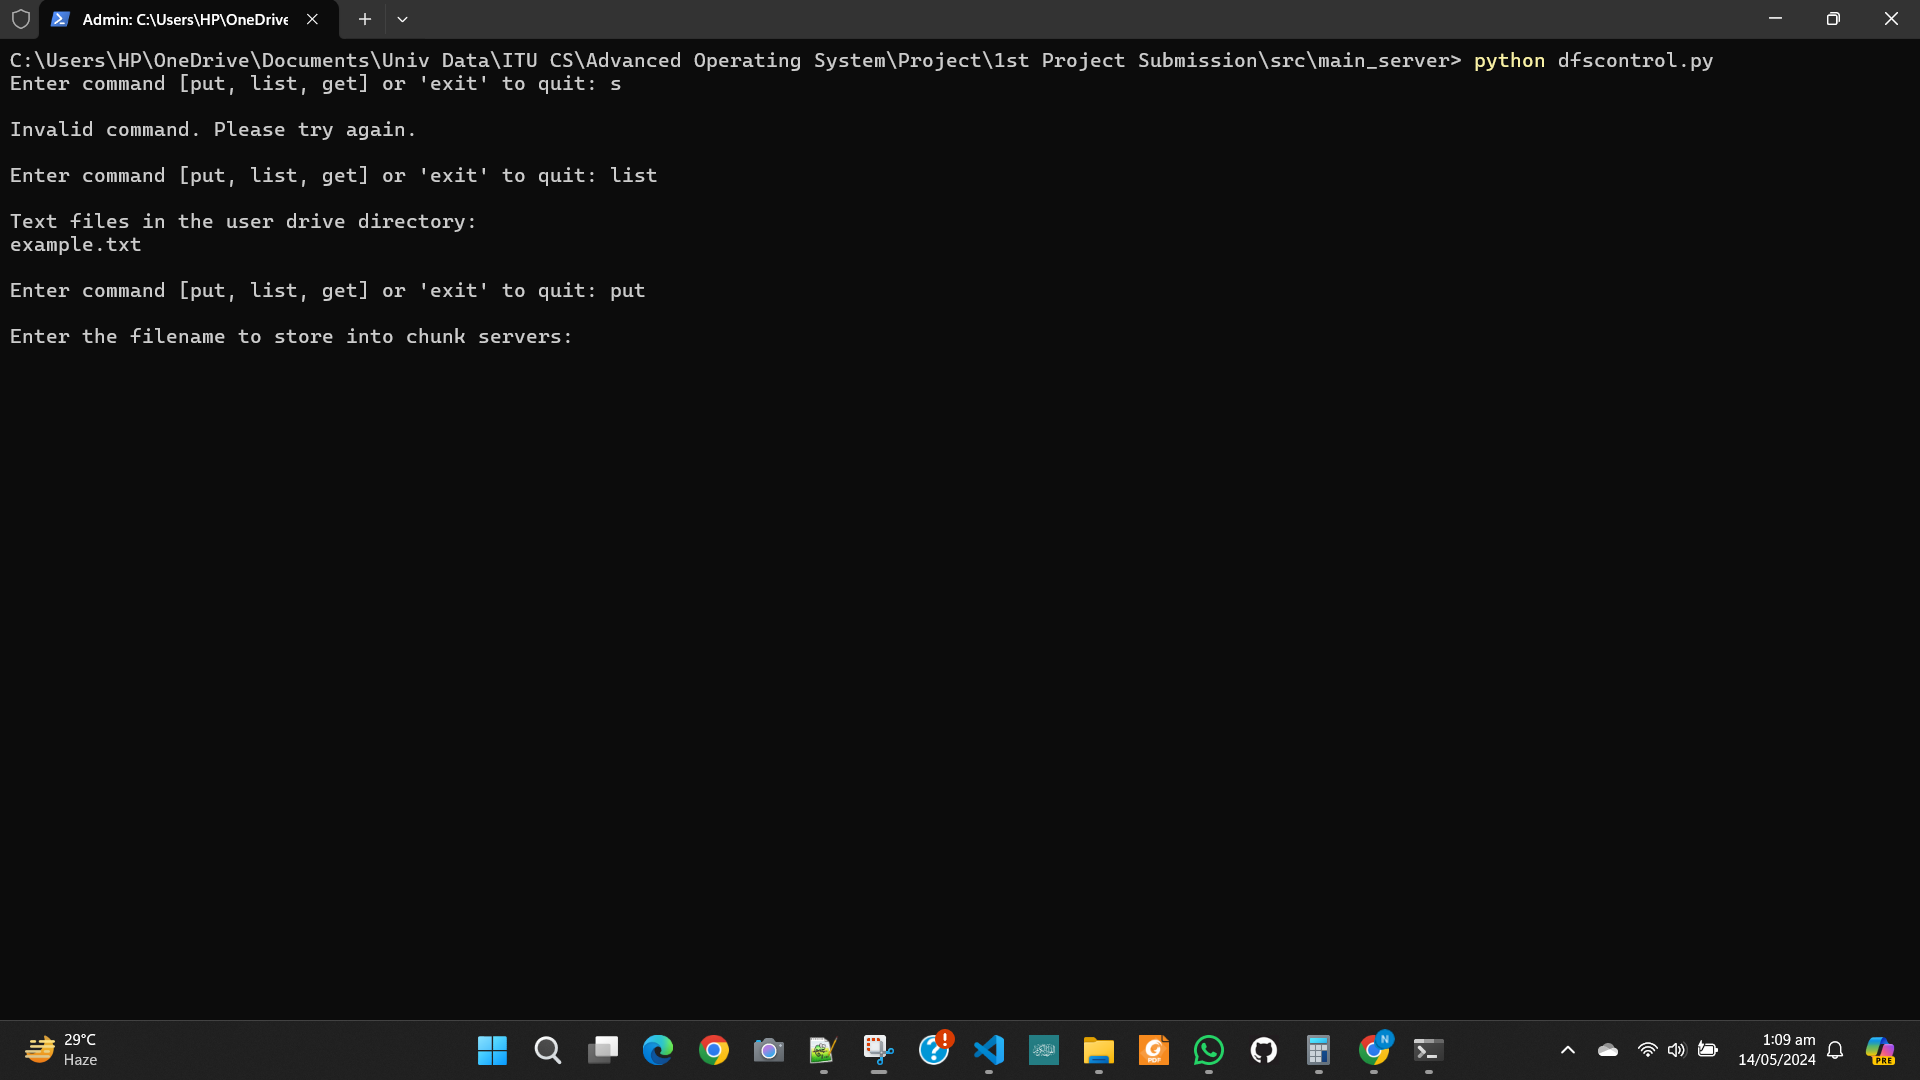 Admin: C:\Users\HP\OneDrive
C:\Users\HP\OneDrive\Documents\Univ Data\ITU CS\Advanced Operating System\Project\1st Project Submission\src\main_server> python dfscontrol.py
Enter command [put, list, get] or 'exit' to quit: s
Invalid command. Please try again.
Enter command [put, list, get] or 'exit' to quit: list
Text files in the user drive directory:
example.txt
Enter command [put, list, get] or 'exit' to quit: put
Enter the filename to store into chunk servers:
29°C
Haze
PDF
N
1:09 am
14/05/2024
PRE